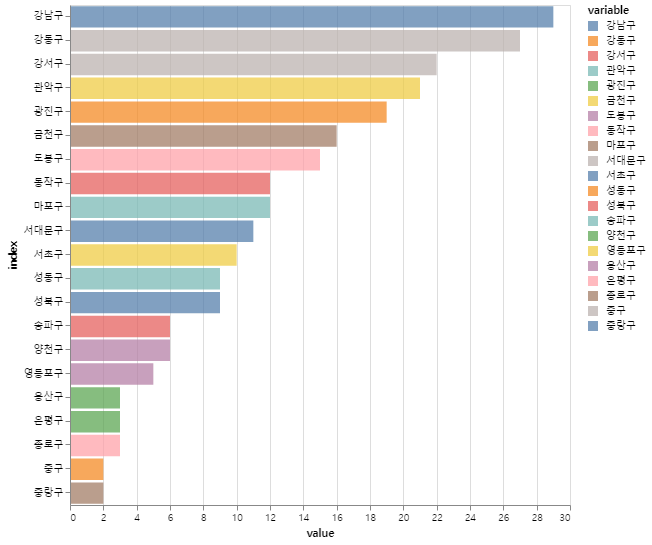 강남구
강동구
강서구
관악구
광진구
금천구
도봉구
동작구
마포구
서대문구
서초구
성동구
성북구
송파구
양천구
영등포구
용산구
은평구
종로구
중구
중랑구
index
0 2 4 6 8 10 12 14 16 18 20 22 24 26 28 30
value
variable
강남구
강동구
강서구
관악구
광진구
금천구
도봉구
동작구
마포구
서대문구
서초구
성동구
성북구
송파구
양천구
영등포구
용산구
은평구
종로구
중구
중랑구